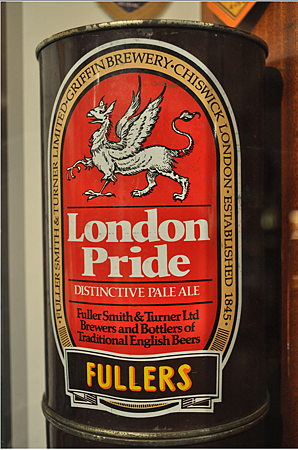 ·FULLER SMITH & TURNER LIMITED·GRIFFIN BREWERY·CHISWICK LONDON·ESTABLISHED 1845·
London
Pride
DISTINCTIVE PALE ALE
Fuller Smith & Turner Ltd
Brewers and Bottlers of
Traditional English Beers
FULLERS